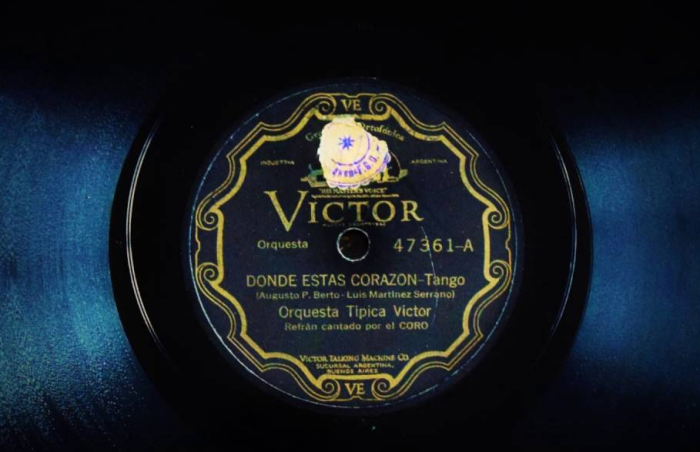 VE
Ortofónica
INDUSTRIA ARGENTINA
"HIS MASTER'S VOICE"
VICTOR
Orquesta 47361-A
DONDE ESTAS CORAZON-Tango
(Augusto P. Berto - Luis Martinez Serrano)
Orquesta Tipica Victor
Refrán cantado por el CORO
VICTOR TALKING MACHINE CO.
SUCURSAL ARGENTINA,
BUENOS AIRES
VE